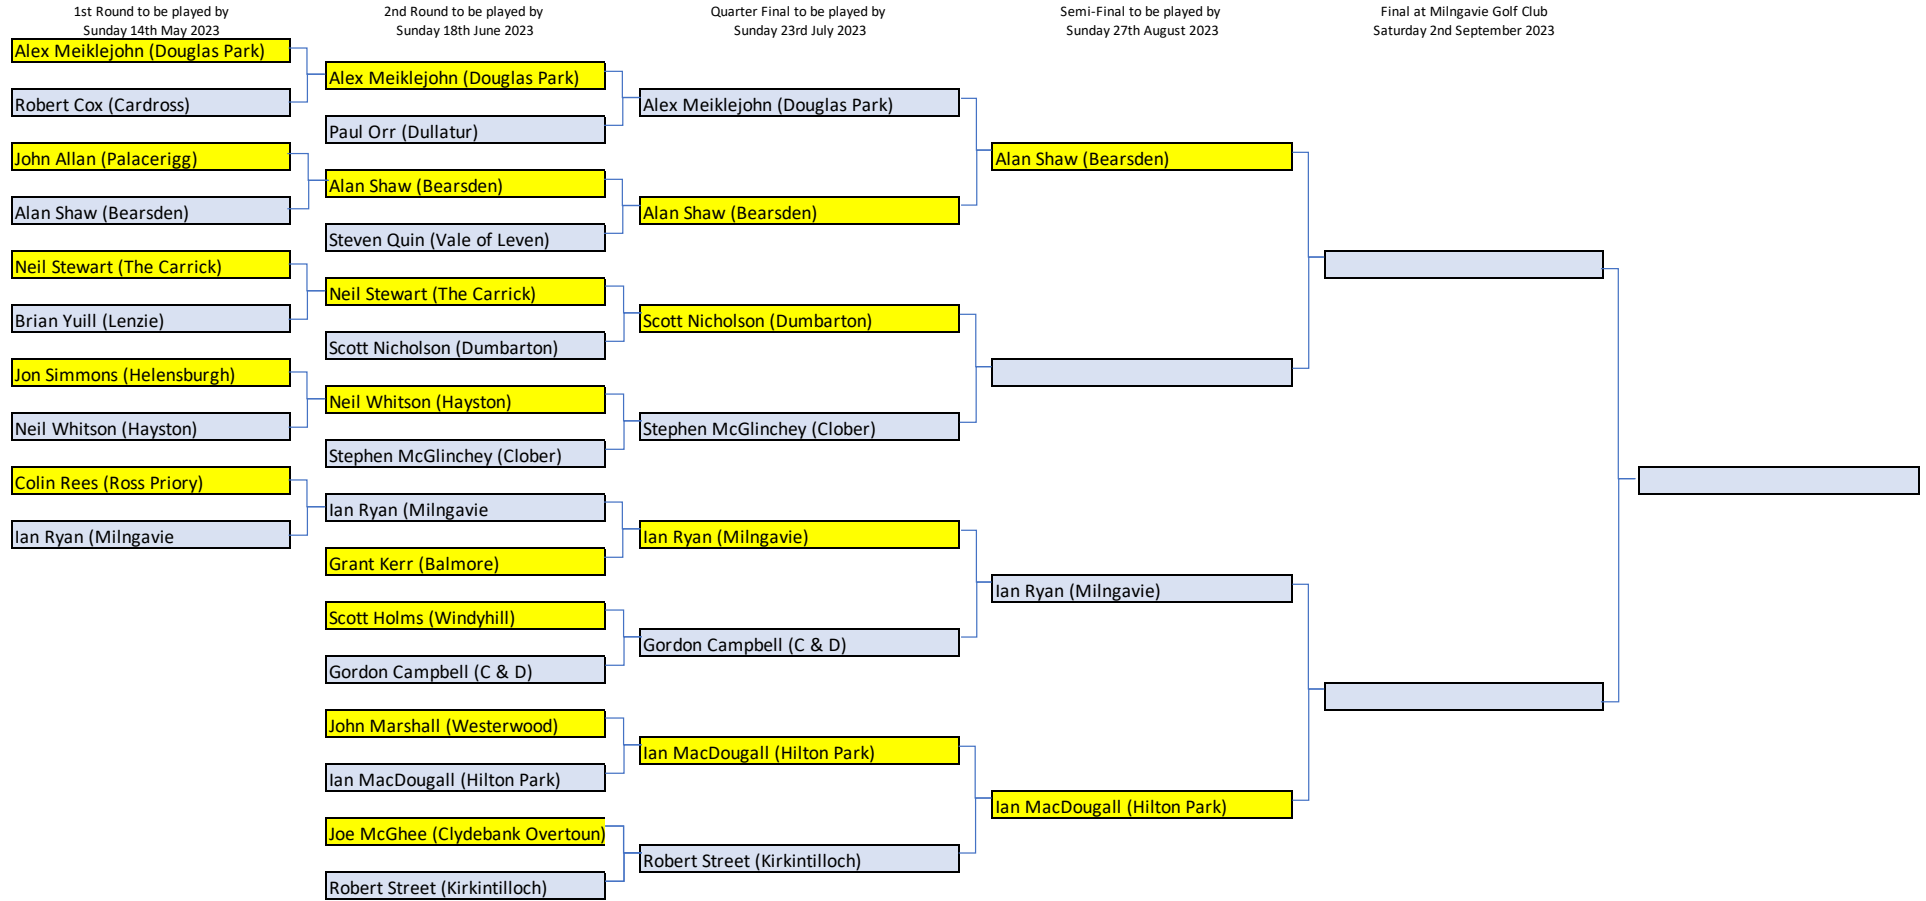 1st Round to be played by
Sunday 14th May 2023
Alex Meiklejohn (Douglas Park)
Robert Cox (Cardross)
John Allan (Palacerigg)
Alan Shaw (Bearsden)
Neil Stewart (The Carrick)
Brian Yuill (Lenzie)
Jon Simmons (Helensburgh)
Neil Whitson (Hayston)
Colin Rees (Ross Priory)
Ian Ryan (Milngavie
2nd Round to be played by
Sunday 18th June 2023
Alex Meiklejohn (Douglas Park)
Paul Orr (Dullatur)
Alan Shaw (Bearsden)
Steven Quin (Vale of Leven)
Neil Stewart (The Carrick)
Scott Nicholson (Dumbarton)
Neil Whitson (Hayston)
Stephen McGlinchey (Clober)
Ian Ryan (Milngavie
Grant Kerr (Balmore)
Scott Holms (Windyhill)
Gordon Campbell (C & D)
John Marshall (Westerwood)
Ian MacDougall (Hilton Park)
Joe McGhee (Clydebank Overtoun)
Robert Street (Kirkintilloch)
Quarter Final to be played by
Sunday 23rd July 2023
Alex Meiklejohn (Douglas Park)
Alan Shaw (Bearsden)
Scott Nicholson (Dumbarton)
Stephen McGlinchey (Clober)
Ian Ryan (Milngavie)
Gordon Campbell (C & D)
Ian MacDougall (Hilton Park)
Robert Street (Kirkintilloch)
Semi-Final to be played by
Sunday 27th August 2023
Alan Shaw (Bearsden)
Ian Ryan (Milngavie)
Ian MacDougall (Hilton Park)
Final at Milngavie Golf Club
Saturday 2nd September 2023